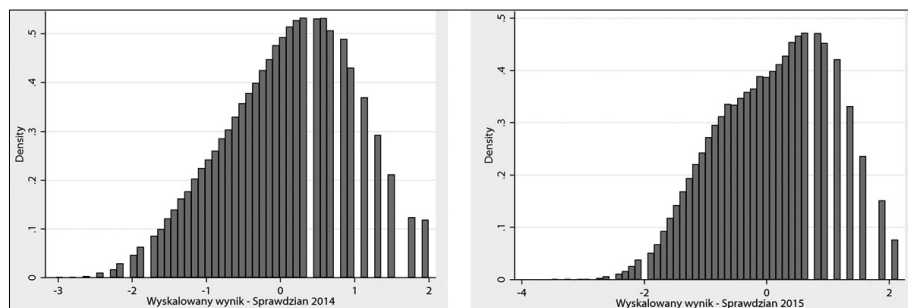 Density
.5
.4
.3
.2
.1
0
-3 -2 -1 0 1 2
Wyskalowany wynik - Sprawdzian 2014
Density
.5
.4
.3
.2
.1
0
-4 -2 0 2
Wyskalowany wynik - Sprawdzian 2015